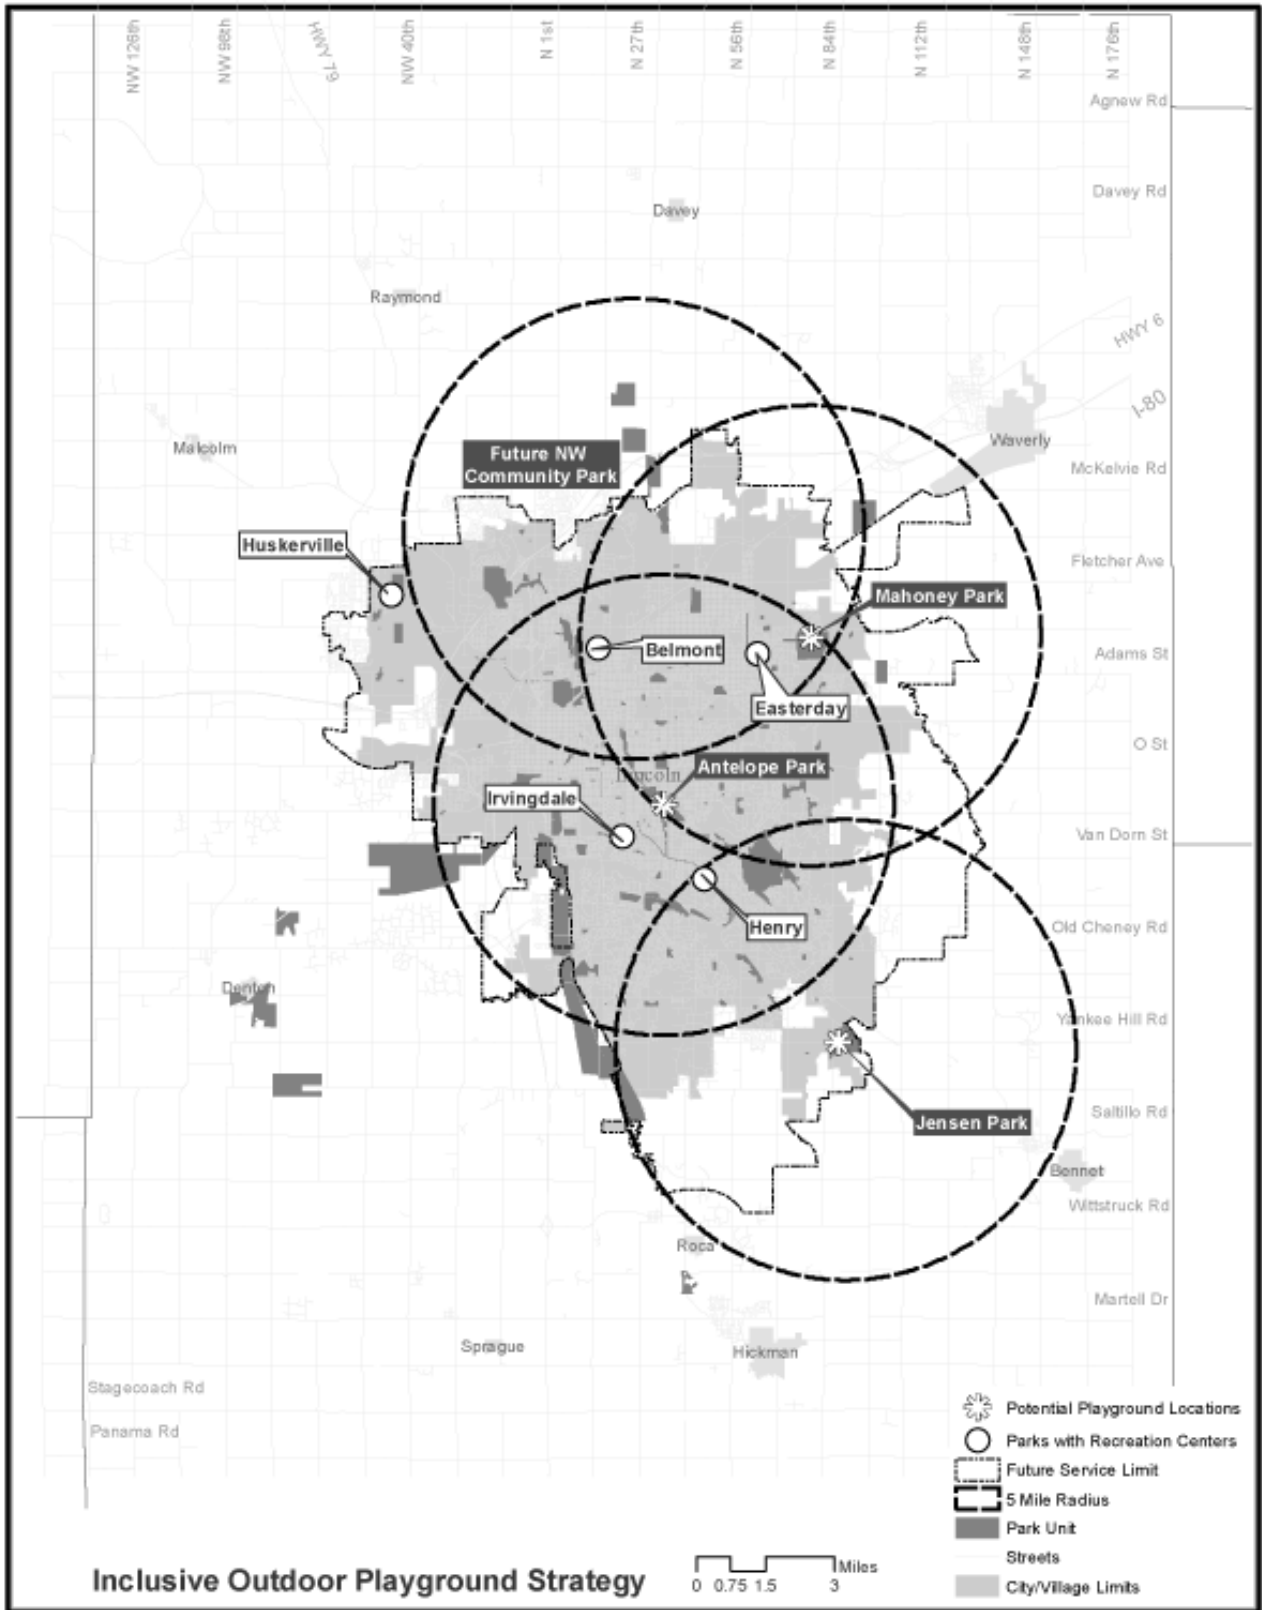 NW 126th
NW 98th
HWY 79
NW 40th
N 1st
N 27th
N 56th
N 84th
N 112th
N 148th
N 176th
Agnew Rd
Davey Rd
Davey
Raymond
HWY 6
I-80
Malcolm
Waverly
Future NW
Community Park
McKelvie Rd
Huskerville
Fletcher Ave
Mahoney Park
Belmont
Adams St
Easterday
O St
Antelope Park
Lincoln
Irvingdale
Van Dorn St
Henry
Old Cheney Rd
Denton
Yankee Hill Rd
Jensen Park
Saltillo Rd
Bennet
Wittstruck Rd
Roca
Martell Dr
Sprague
Hickman
Stagecoach Rd
Panama Rd
Potential Playground Locations
Parks with Recreation Centers
Future Service Limit
5 Mile Radius
Park Unit
Streets
City/Village Limits
Inclusive Outdoor Playground Strategy
Miles
0 0.75 1.5 3